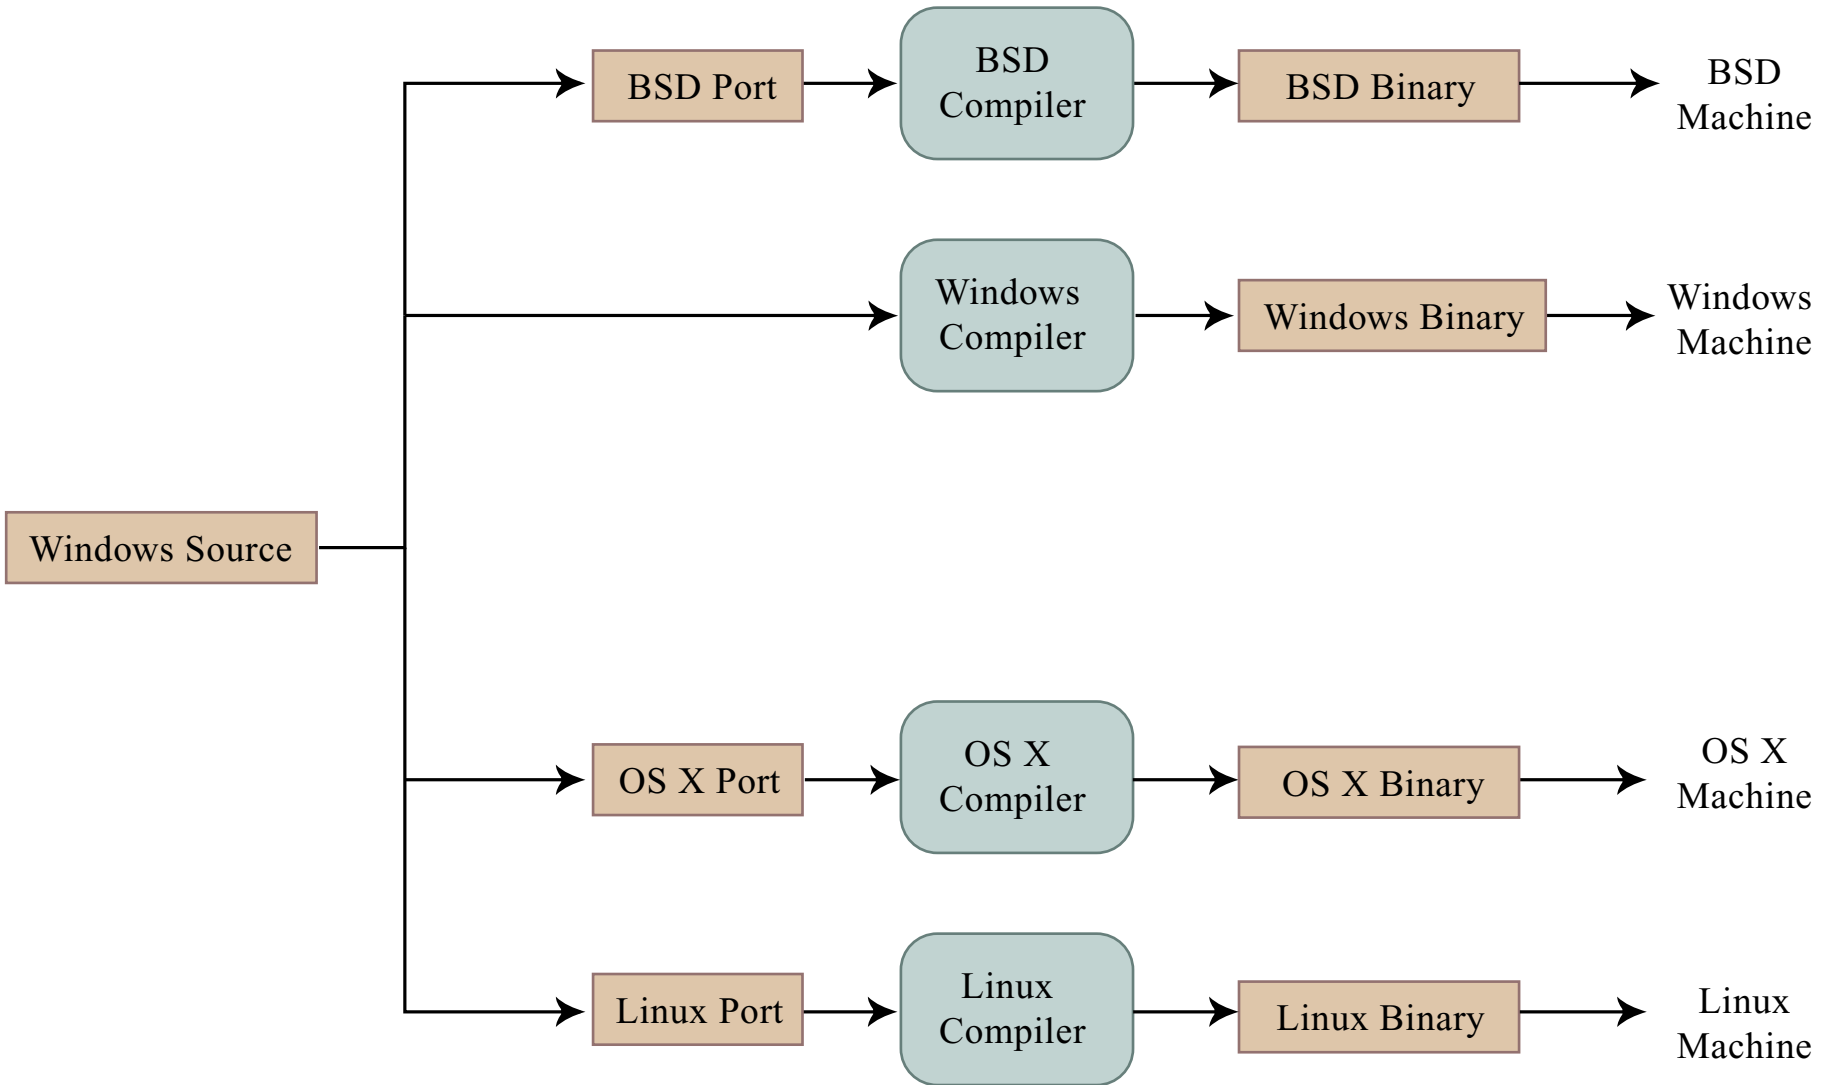 BSD Port
BSD
Compiler
BSD Binary
BSD
Machine
Windows
Compiler
Windows Binary
Windows
Machine
Windows Source
OS X Port
OS X
Compiler
OS X Binary
OS X
Machine
Linux Port
Linux
Compiler
Linux Binary
Linux
Machine